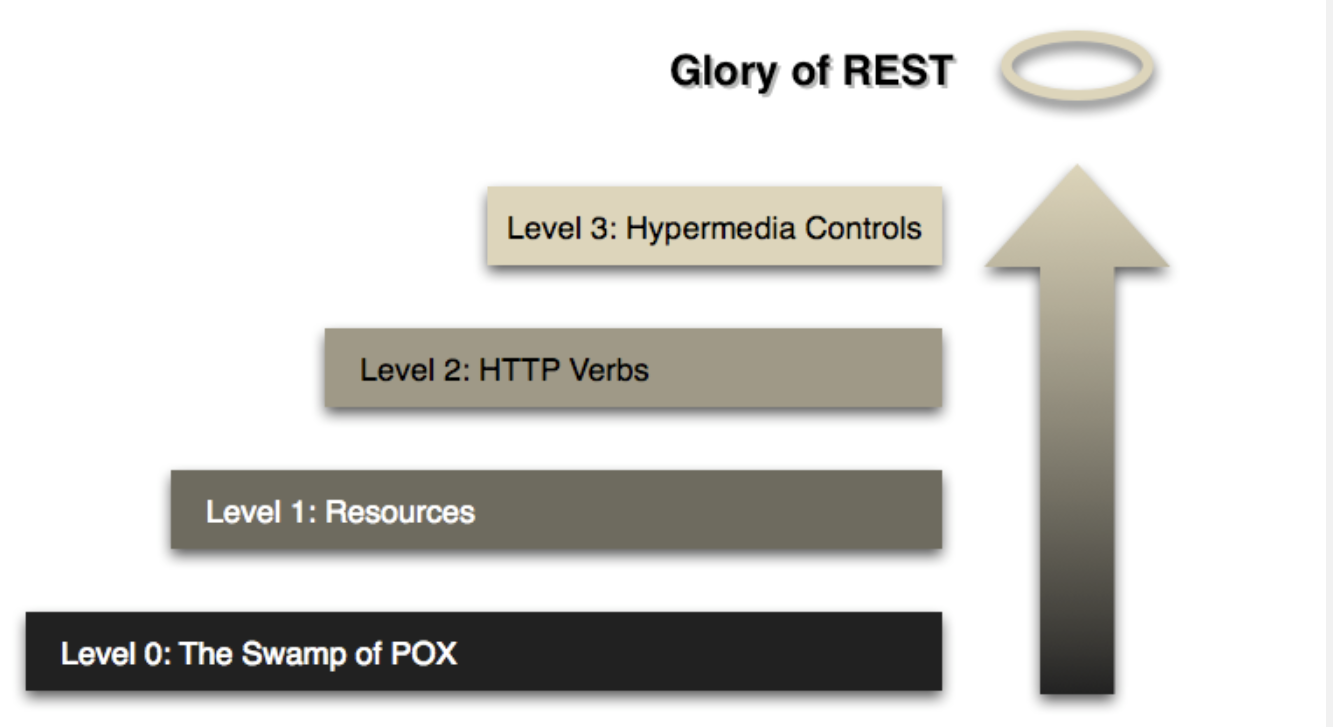 Glory of REST
Level 3: Hypermedia Controls
Level 2: HTTP Verbs
Level 1: Resources
Level 0: The Swamp of POX